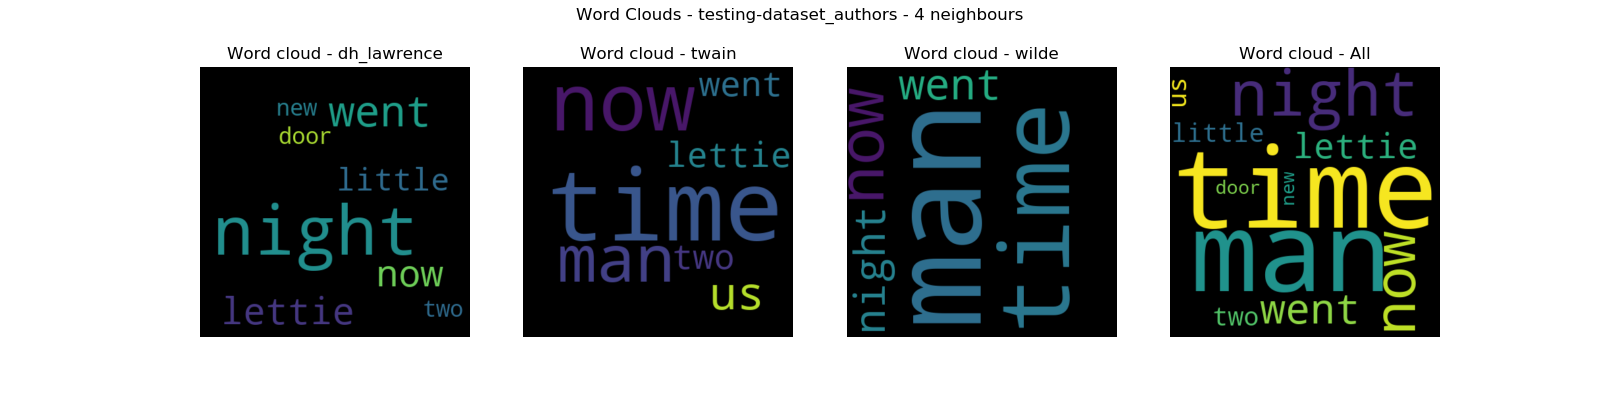 Word Clouds - testing-dataset_authors - 4 neighbours
Word cloud - dh_lawrence
new went
door
little
night
now
lettie two
Word cloud - twain
now went
lettie
time
man two
us
Word cloud - wilde
went
now
man
time
night
Word cloud - All
us night
little lettie
time
door new
man
now
two went